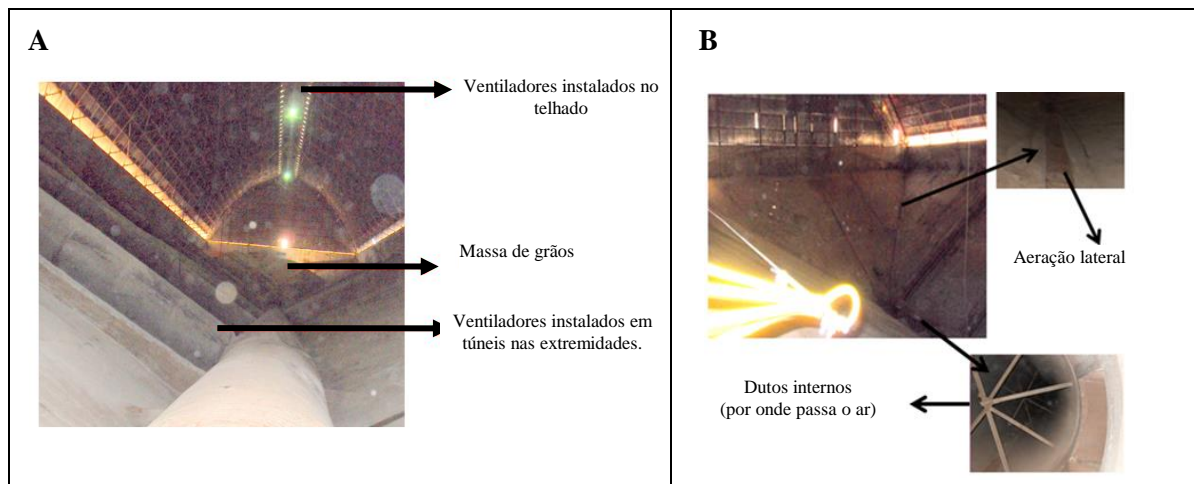 A
Ventiladores instalados no
telhado
Massa de grãos
Ventiladores instalados em
túneis nas extremidades.
B
Aeração lateral
Dutos internos
(por onde passa o ar)